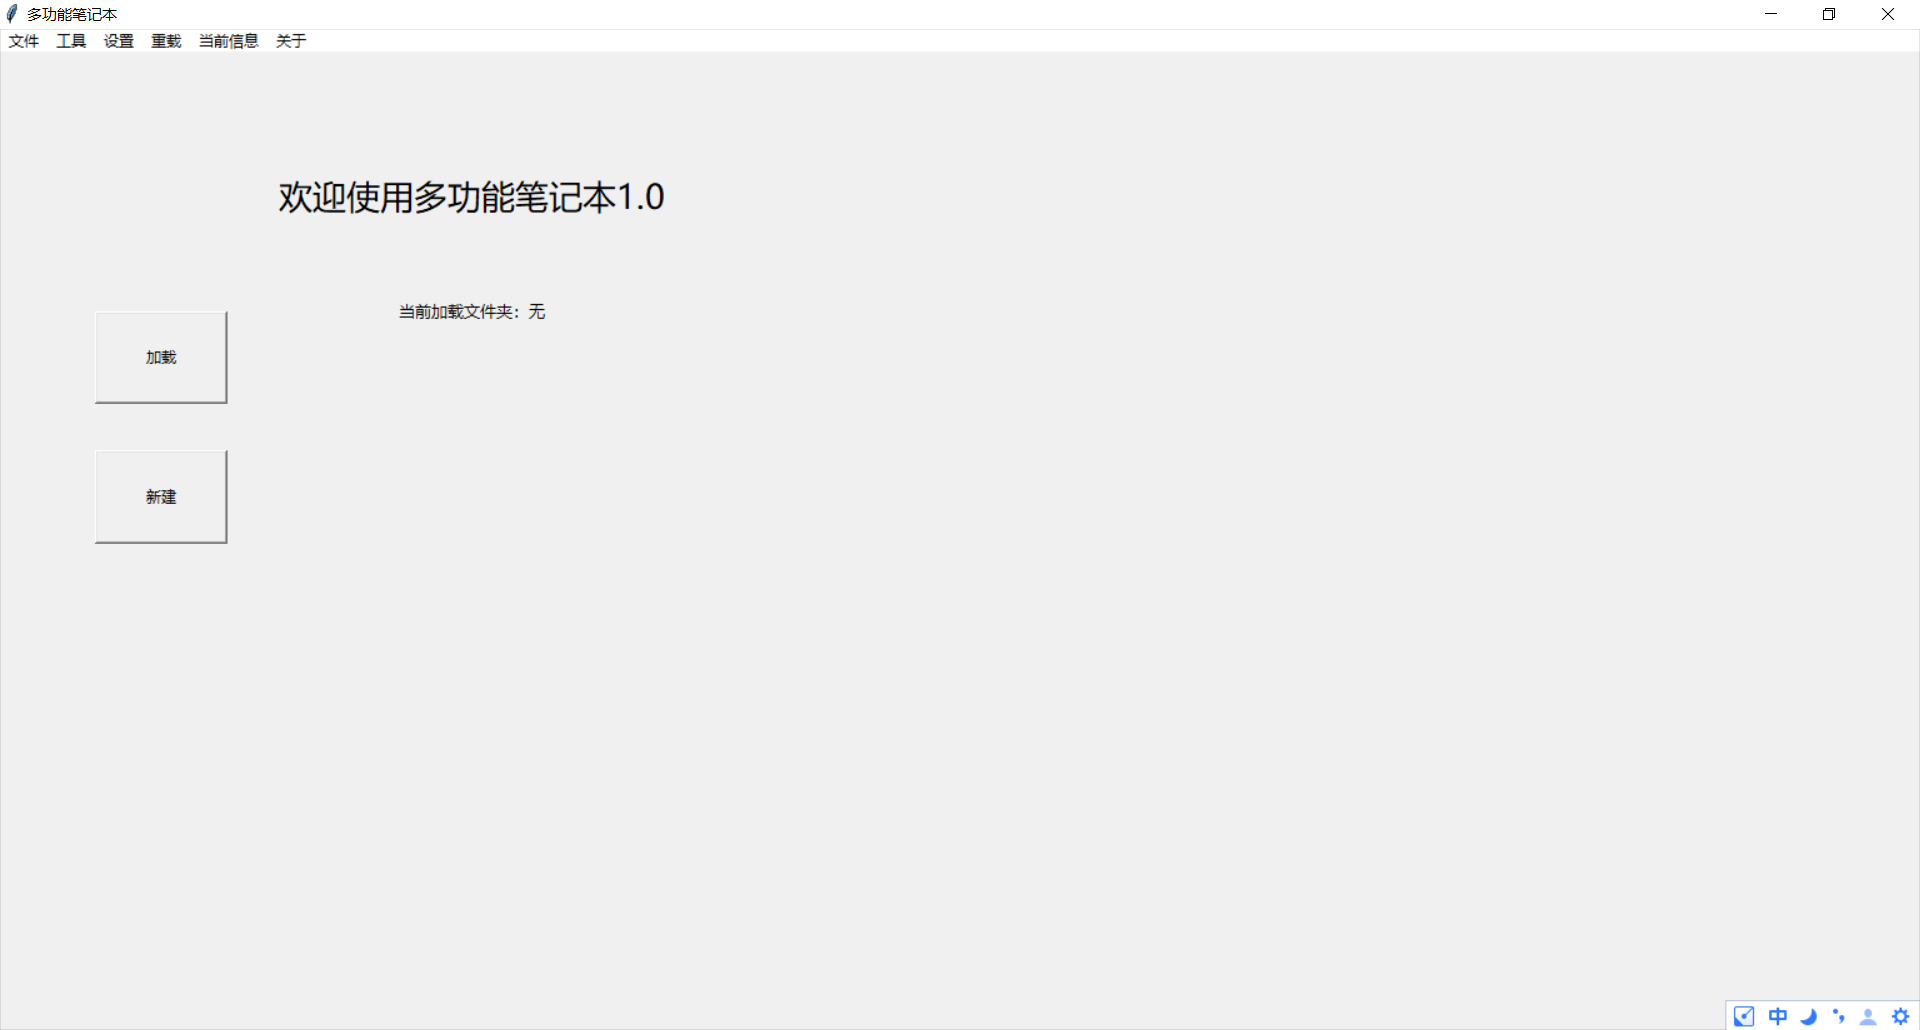 多功能笔记本
文件 工具 设置 重载 当前信息 关于
欢迎使用多功能笔记本1.0
当前加载文件夹：无
加载
新建
中